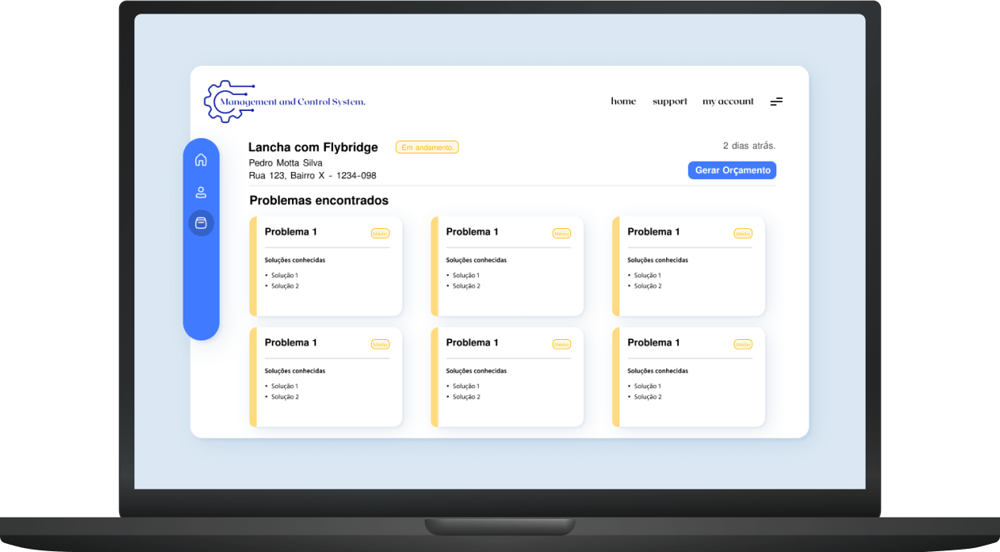 Management and Control System.
home support my account
Lancha com Flybridge Em andamento.
2 dias atrás.
Pedro Motta Silva
Rua 123, Bairro X - 1234-098
Gerar Orçamento
Problemas encontrados
Problema 1 Médio
Soluções conhecidas
• Solução 1
• Solução 2
Problema 1 Médio
Soluções conhecidas
• Solução 1
• Solução 2
Problema 1 Médio
Soluções conhecidas
• Solução 1
• Solução 2
Problema 1 Médio
Soluções conhecidas
• Solução 1
• Solução 2
Problema 1 Médio
Soluções conhecidas
• Solução 1
• Solução 2
Problema 1 Médio
Soluções conhecidas
• Solução 1
• Solução 2